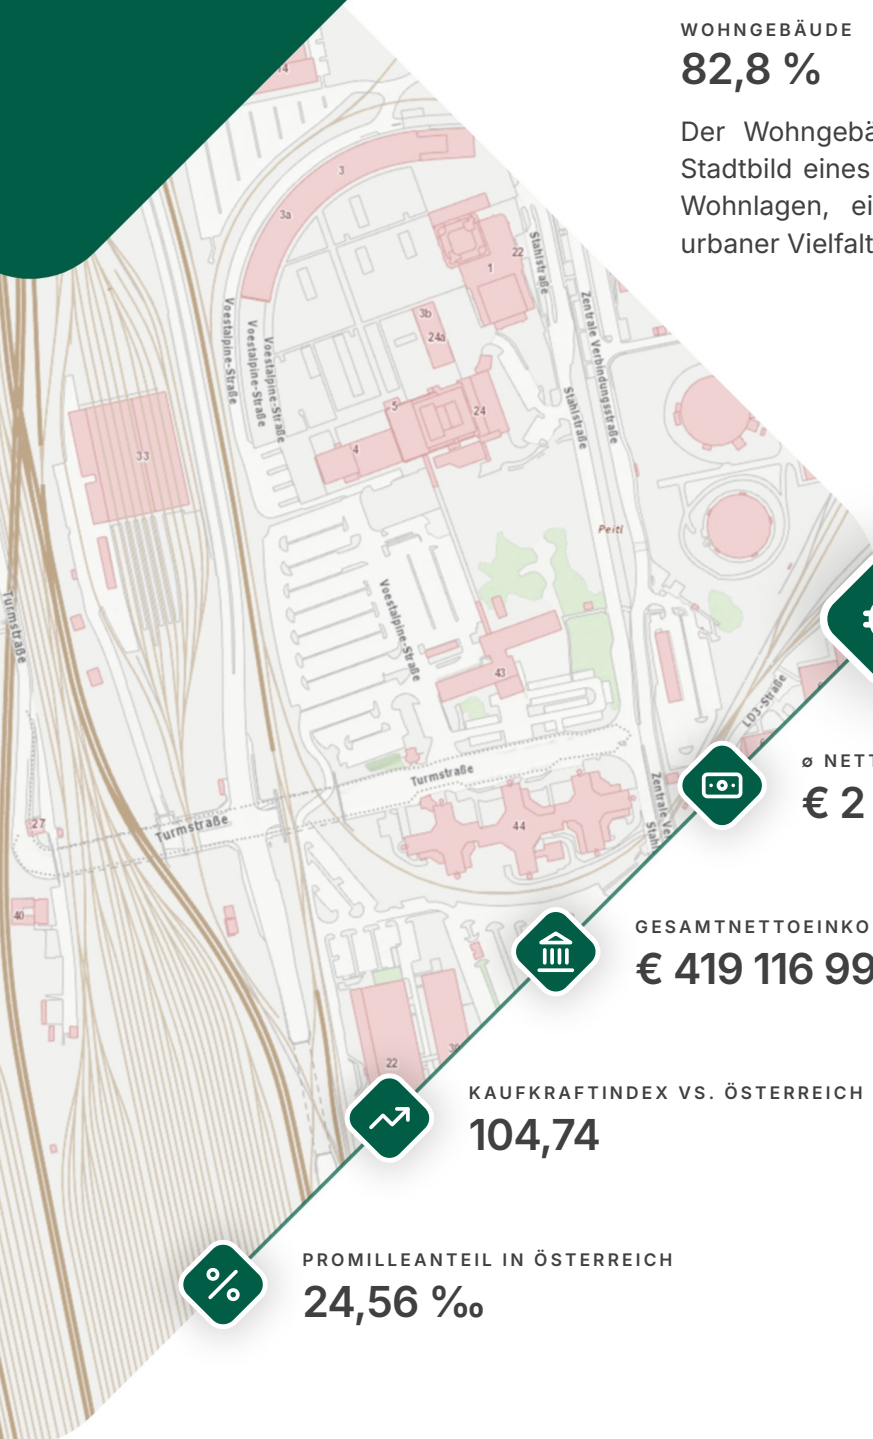 WOHNGEBÄUDE
82,8 %
Der Wohngebä
Stadtbild eines
Wohnlagen, ei
urbaner Vielfalt
3
3a
22
1
Stahlstraße
3b
24a
Zentrale Verbindungsstraße
Voestalpine-Straße
Voestalpine-Straße
Voestalpine-Straße
5
24
Stahlstraße
4
33
Peitl
Turmstraße
Voestalpine-Straße
43
LD3-Straße
Turmstraße
Turmstraße
27
44
Zentrale Ve
Stahl
40
22
ø NETT
€ 2
GESAMTNETTOEINKO
€ 419 116 99
KAUFKRAFTINDEX VS. ÖSTERREICH
104,74
PROMILLEANTEIL IN ÖSTERREICH
24,56 ‰